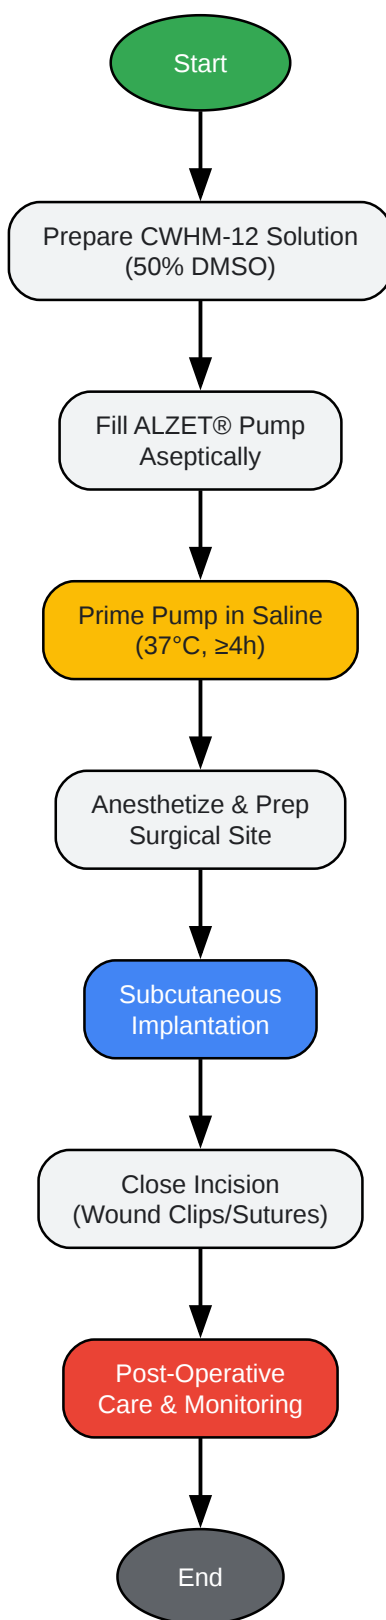 Start
Prepare CWHM-12 Solution
(50% DMSO)
Fill ALZET® Pump
Aseptically
Prime Pump in Saline
(37°C, ≥4h)
Anesthetize & Prep
Surgical Site
Subcutaneous
Implantation
Close Incision
(Wound Clips/Sutures)
Post-Operative
Care & Monitoring
End